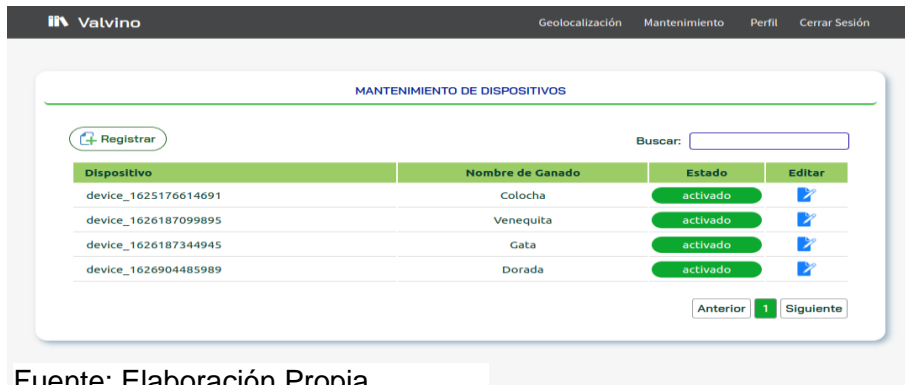 Valvino Geolocalización Mantenimiento Perfil Cerrar Sesión
MANTENIMIENTO DE DISPOSITIVOS
Registrar Buscar:
Dispositivo Nombre de Ganado Estado Editar
device_1625176614691 Colocha activado
device_1626187099895 Venequita activado
device_1626187344945 Gata activado
device_1626904485989 Dorada activado
Anterior 1 Siguiente
Fuente: Elaboración Propia